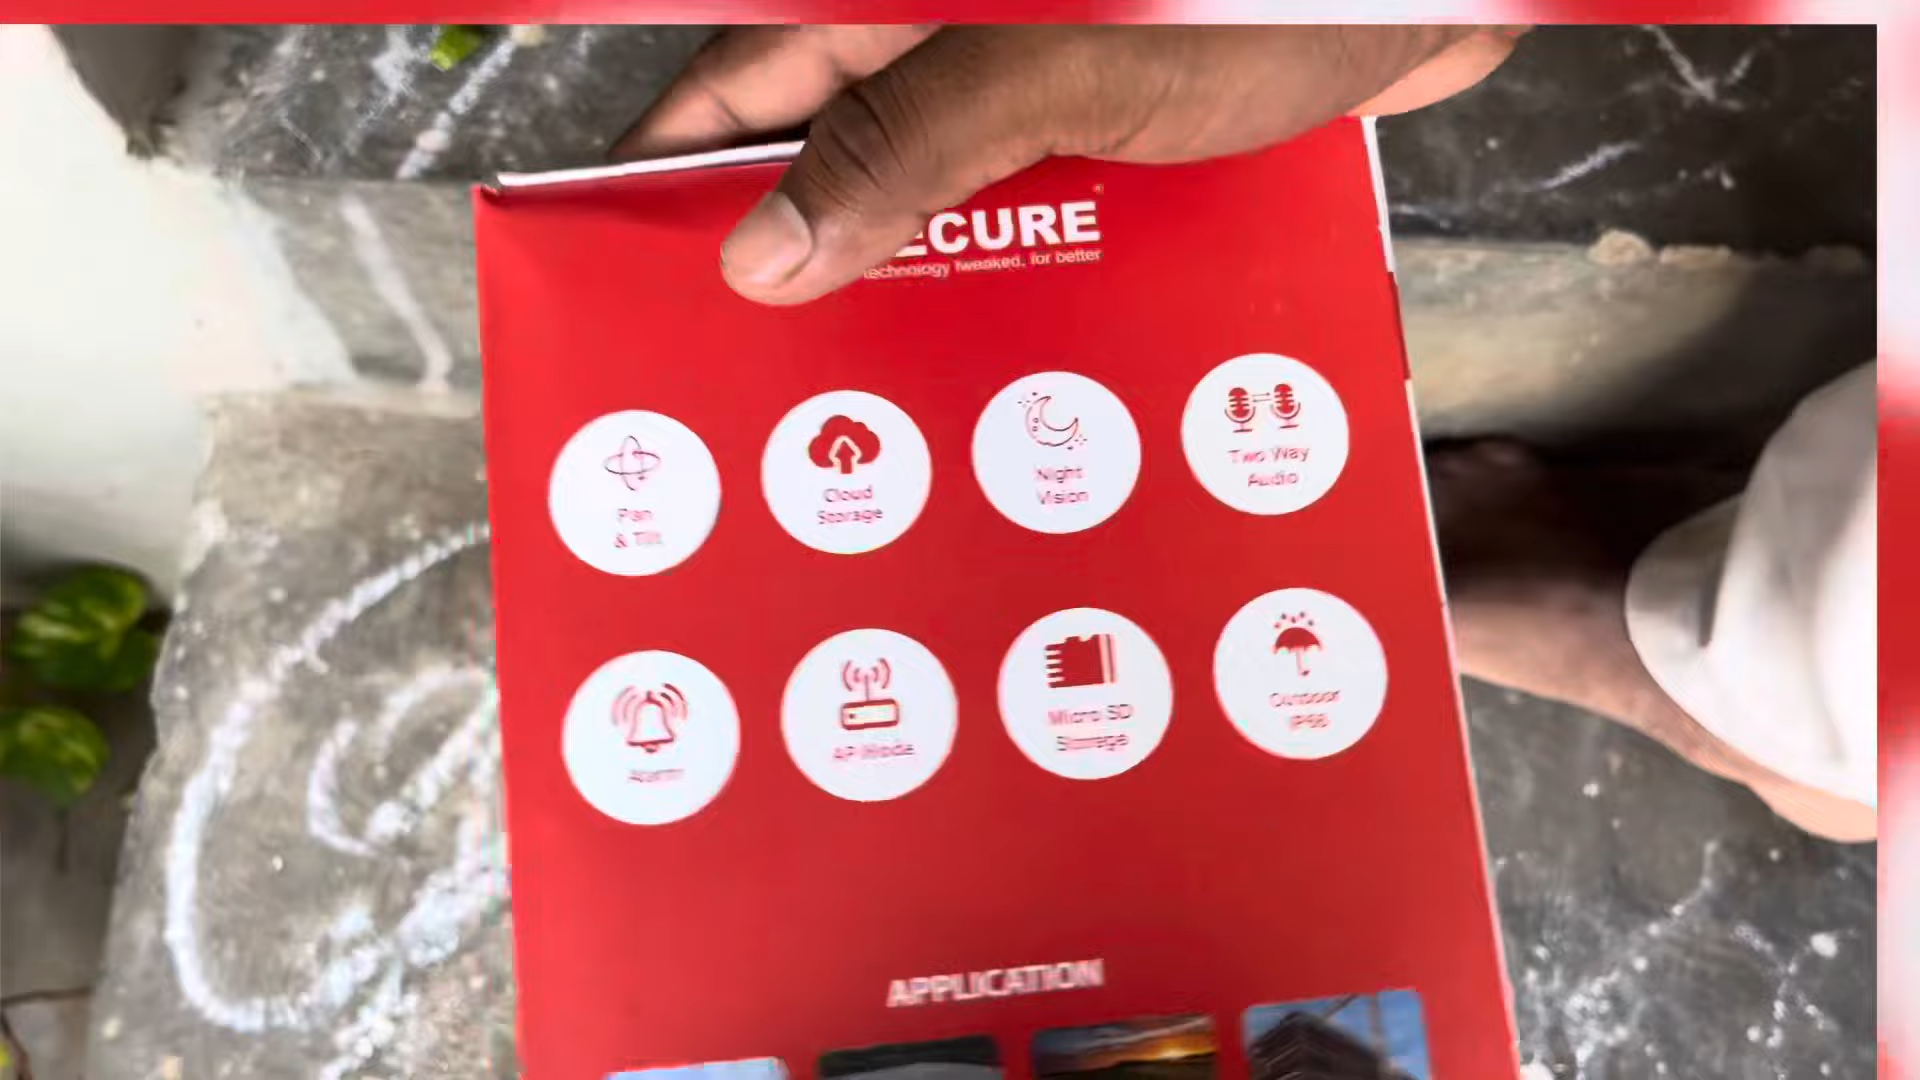 ECURE
technology tweaked, for better
Pan
& Tilt
Cloud
Storage
Night
Vision
Two Way
Audio
Alarm
AP Mode
Micro SD
Storage
Outdoor
IP66
APPLICATION